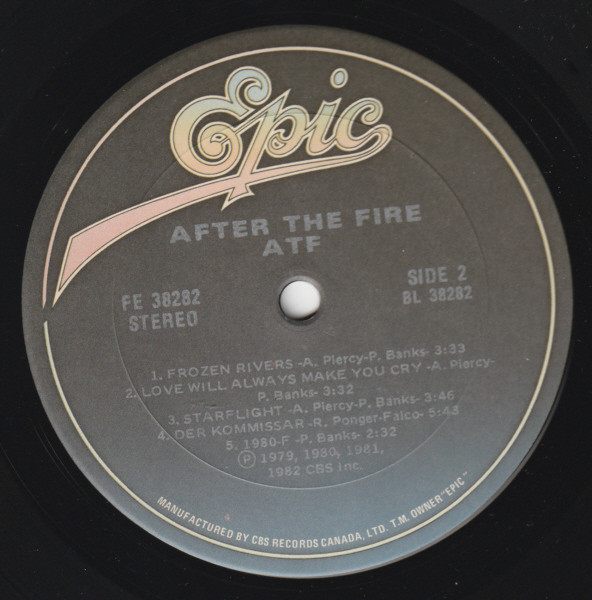 Epic
AFTER THE FIRE
ATF
FE 38282
STEREO
SIDE 2
BL 38282
1. FROZEN RIVERS -A. Piercy-P. Banks- 3:33
2. LOVE WILL ALWAYS MAKE YOU CRY -A. Piercy-
P. Banks- 3:32
3. STARFLIGHT -A. Piercy-P. Banks- 3:46
4. DER KOMMISSAR -R. Ponger-Falco- 5:43
5. 1980-F -P. Banks- 2:32
Ⓟ 1979, 1980, 1981,
1982 CBS Inc.
MANUFACTURED BY CBS RECORDS CANADA, LTD. T.M. OWNER "EPIC"